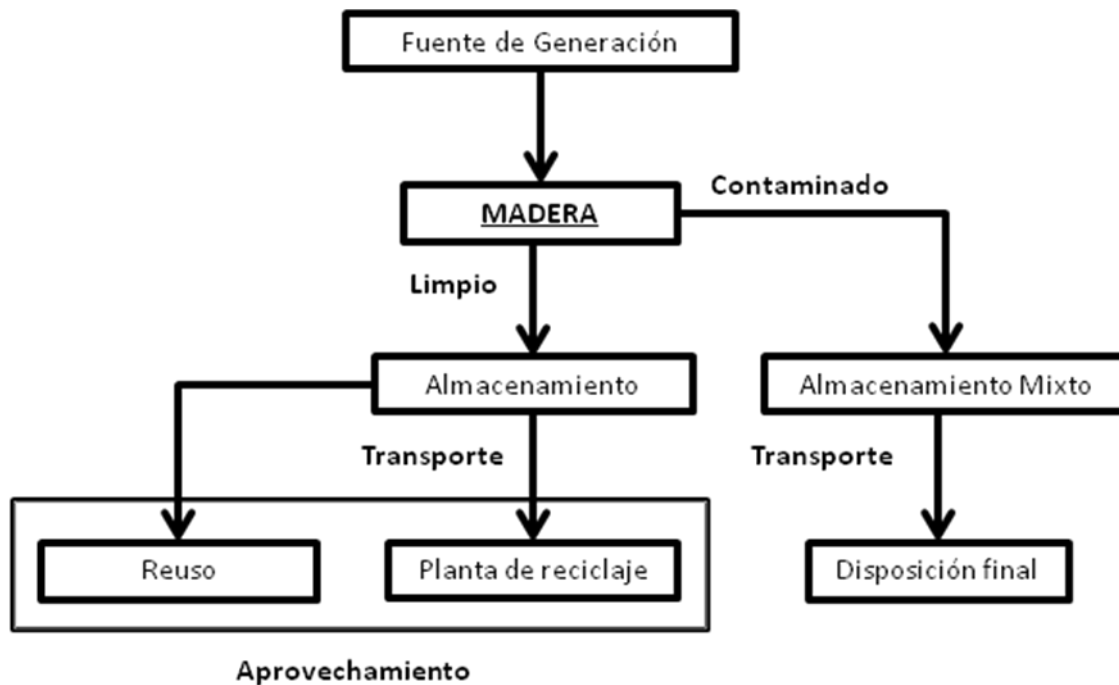 Fuente de Generación
Contaminado
MADERA
Limpio
Almacenamiento
Almacenamiento Mixto
Transporte
Transporte
Reuso
Planta de reciclaje
Disposición final
Aprovechamiento